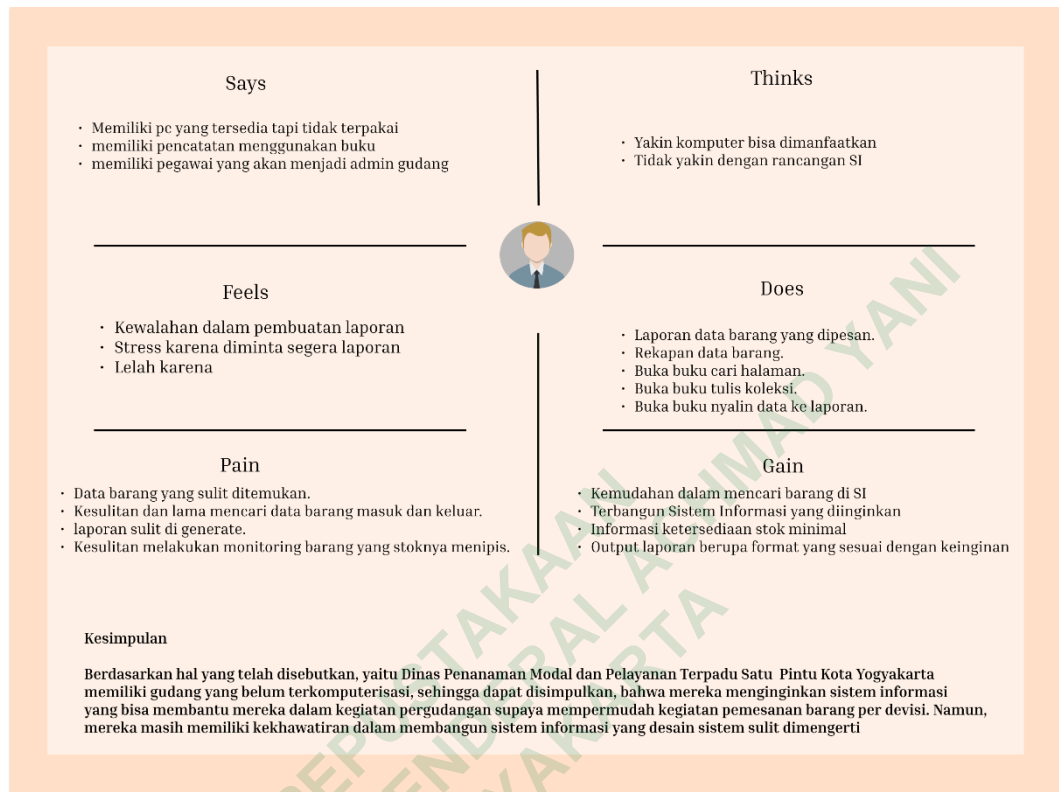 Says
• Memiliki pc yang tersedia tapi tidak terpakai
• memiliki pencatatan menggunakan buku
• memiliki pegawai yang akan menjadi admin gudang
Thinks
• Yakin komputer bisa dimanfaatkan
• Tidak yakin dengan rancangan SI
Feels
• Kewalahan dalam pembuatan laporan
• Stress karena diminta segera laporan
• Lelah karena
Does
• Laporan data barang yang dipesan.
• Rekapan data barang.
• Buka buku cari halaman.
• Buka buku tulis koleksi.
• Buka buku nyalin data ke laporan.
Pain
• Data barang yang sulit ditemukan.
• Kesulitan dan lama mencari data barang masuk dan keluar.
• laporan sulit di generate.
• Kesulitan melakukan monitoring barang yang stoknya menipis.
Gain
• Kemudahan dalam mencari barang di SI
• Terbangun Sistem Informasi yang diinginkan
• Informasi ketersediaan stok minimal
• Output laporan berupa format yang sesuai dengan keinginan
Kesimpulan
Berdasarkan hal yang telah disebutkan, yaitu Dinas Penanaman Modal dan Pelayanan Terpadu Satu Pintu Kota Yogyakarta
memiliki gudang yang belum terkomputerisasi, sehingga dapat disimpulkan, bahwa mereka menginginkan sistem informasi
yang bisa membantu mereka dalam kegiatan pergudangan supaya mempermudah kegiatan pemesanan barang per devisi. Namun,
mereka masih memiliki kekhawatiran dalam membangun sistem informasi yang desain sistem sulit dimengerti
EPUSTAKAAN
ENDERAL ACHMAD YANI
YAKARTA